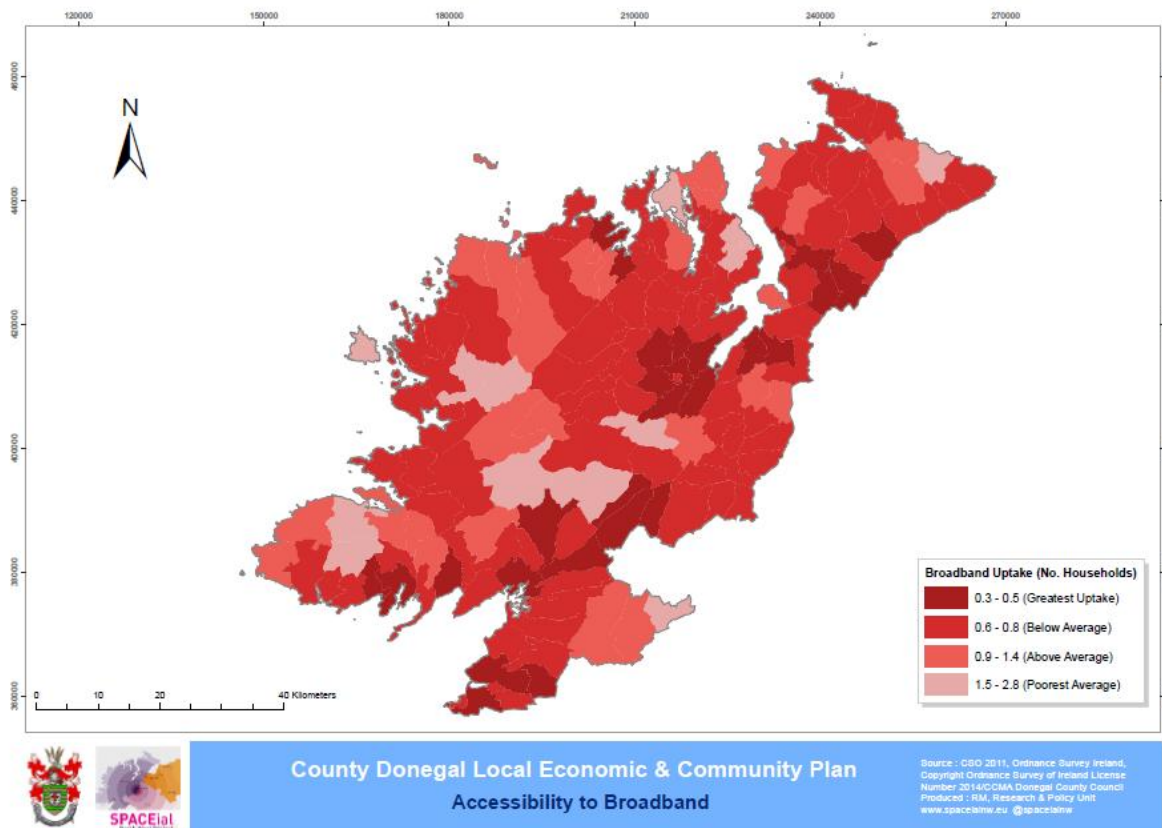 120000
150000
180000
210000
240000
270000
460000
440000
420000
400000
380000
360000
N
Broadband Uptake (No. Households)
0.3 - 0.5 (Greatest Uptake)
0.6 - 0.8 (Below Average)
0.9 - 1.4 (Above Average)
1.5 - 2.8 (Poorest Average)
0 10 20 40 Kilometers
County Donegal Local Economic & Community Plan
Accessibility to Broadband
SPACEial
Source : CSO 2011, Ordnance Survey Ireland,
Copyright Ordnance Survey of Ireland License
Number 2014/CCMA Donegal County Council
Produced : RM, Research & Policy Unit
www.spaceialnw.eu @spaceialnw